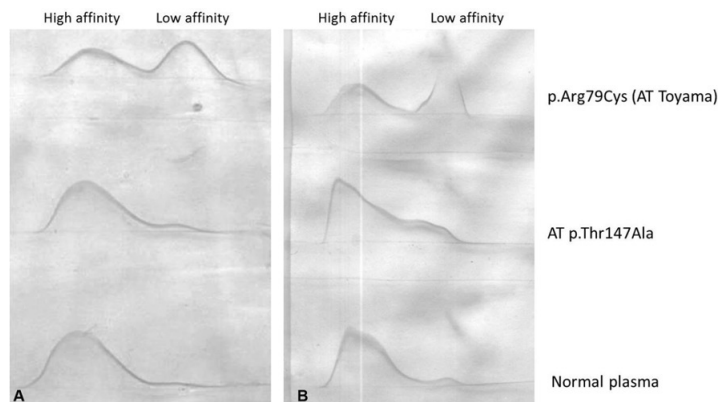 High affinity Low affinity High affinity Low affinity
p.Arg79Cys (AT Toyama)
AT p.Thr147Ala
Normal plasma
A B